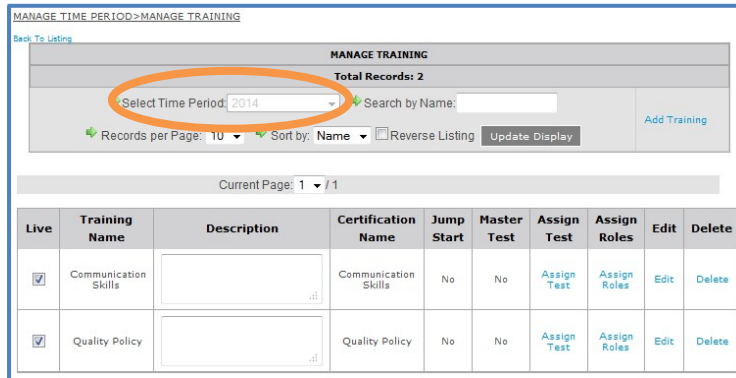 MANAGE TIME PERIOD>MANAGE TRAINING
Back To Listing
MANAGE TRAINING
Total Records: 2
Select Time Period: 2014 Search by Name:
Add Training
Records per Page: 10 Sort by: Name Reverse Listing Update Display
Current Page: 1 / 1
Live Training Name Description Certification Name Jump Start Master Test Assign Test Assign Roles Edit Delete
Communication Skills Communication Skills No No Assign Test Assign Roles Edit Delete
Quality Policy Quality Policy No No Assign Test Assign Roles Edit Delete